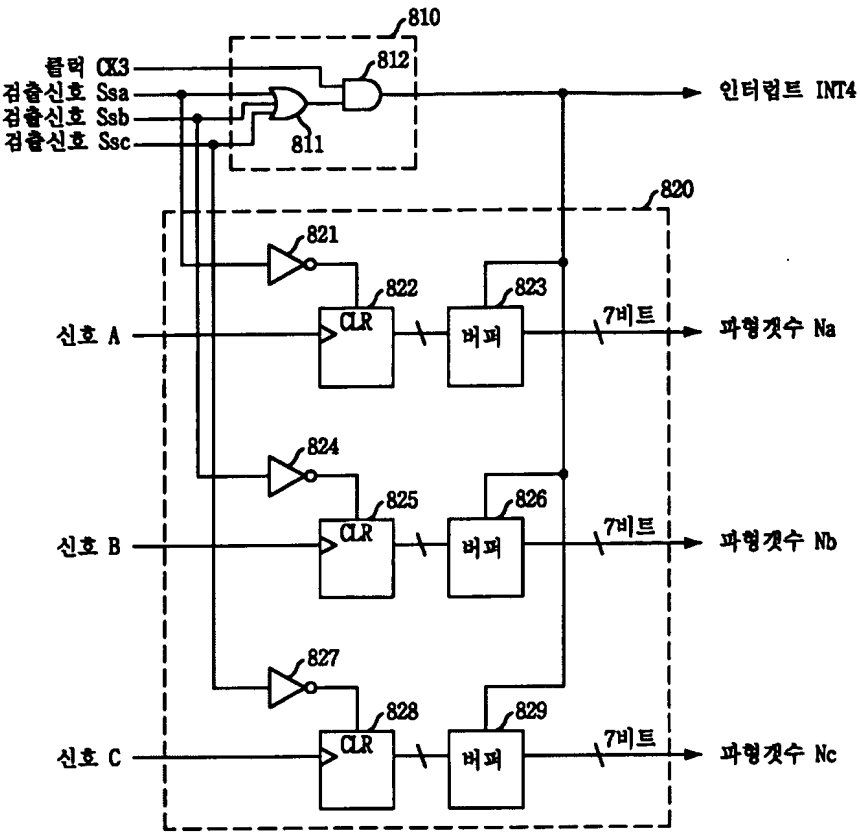 810
클럭 CK3
812
검출신호 Ssa
인터럽트 INT4
검출신호 Ssb
검출신호 Ssc
811
820
821
822
823
CLR
7비트
신호 A
버퍼
파형갯수 Na
824
825
826
CLR
7비트
신호 B
버퍼
파형갯수 Nb
827
828
829
CLR
7비트
신호 C
버퍼
파형갯수 Nc